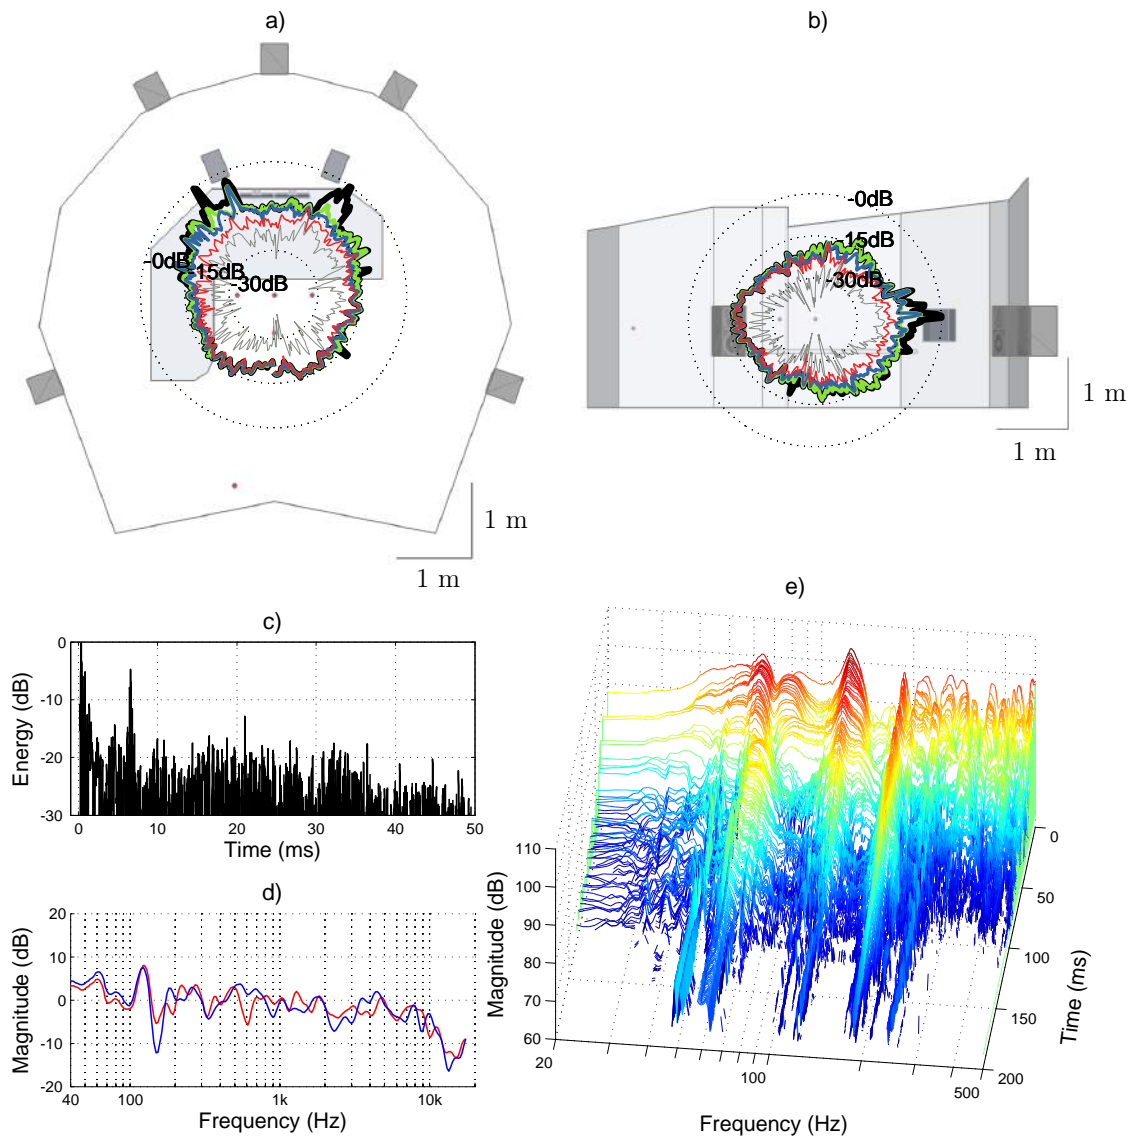 a)
b)
-0dB
-15dB
-30dB
-0dB
-15dB
-30dB
1 m
1 m
1 m
1 m
c)
Energy (dB)
0
-10
-20
-30
0
10
20
30
40
50
Time (ms)
d)
Magnitude (dB)
20
10
0
-10
-20
40
100
1k
10k
Frequency (Hz)
e)
Magnitude (dB)
110
100
90
80
70
60
20
100
500
Frequency (Hz)
0
50
100
150
200
Time (ms)